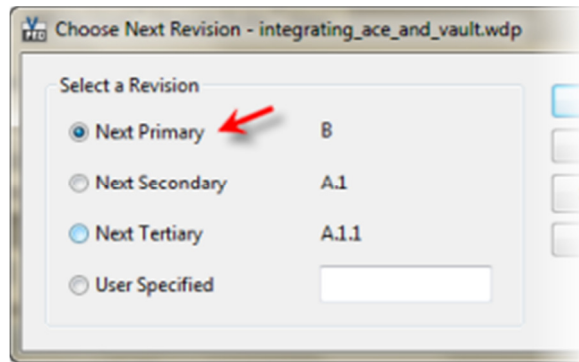 Choose Next Revision - integrating_ace_and_vault.wdp
Select a Revision
Next Primary B
Next Secondary A.1
Next Tertiary A.1.1
User Specified